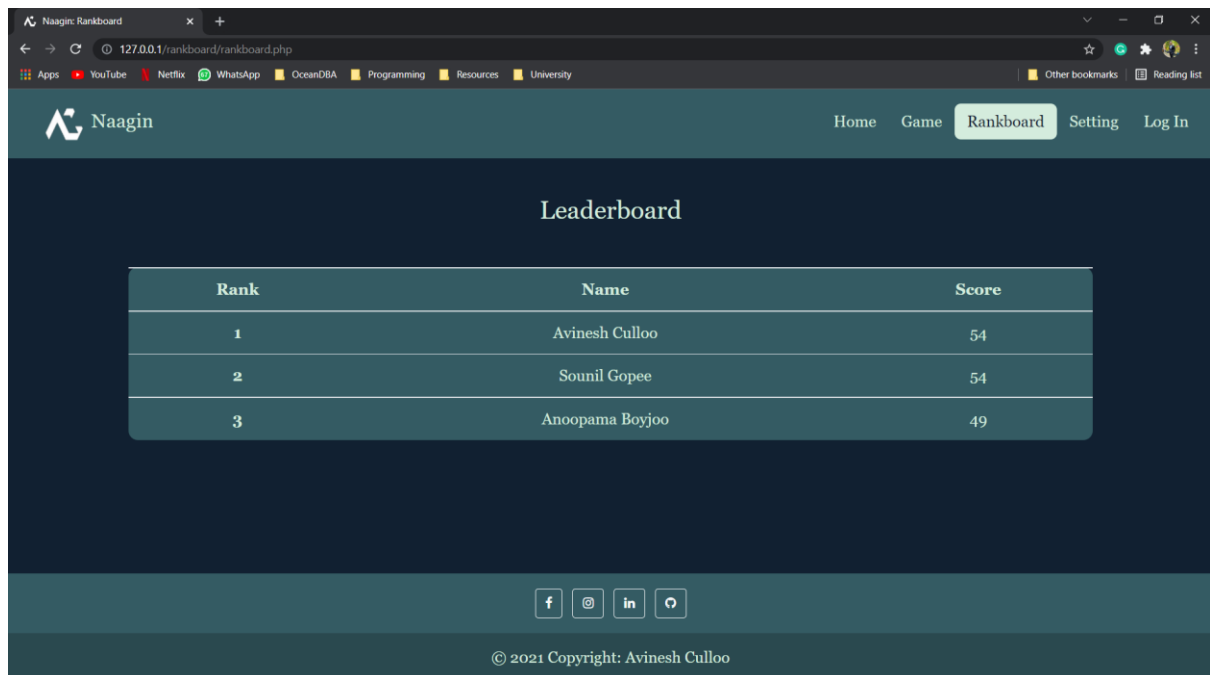 Naagin: Rankboard
127.0.0.1/rankboard/rankboard.php
Apps YouTube Netflix WhatsApp OceanDBA Programming Resources University Other bookmarks Reading list
Naagin Home Game Rankboard Setting Log In
Leaderboard
Rank Name Score
1 Avinesh Culloo 54
2 Sounil Gopee 54
3 Anoopama Boyjoo 49
© 2021 Copyright: Avinesh Culloo